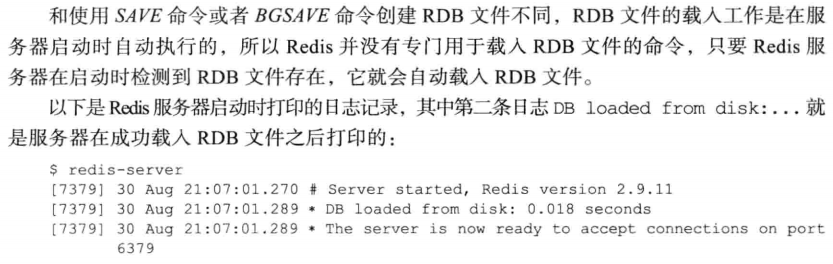 和使用 SAVE 命令或者 BGSAVE 命令创建 RDB 文件不同，RDB 文件的载入工作是在服
务器启动时自动执行的，所以 Redis 并没有专门用于载入 RDB 文件的命令，只要 Redis 服
务器在启动时检测到 RDB 文件存在，它就会自动载入 RDB 文件。
以下是 Redis 服务器启动时打印的日志记录，其中第二条日志 DB loaded from disk:... 就
是服务器在成功载入 RDB 文件之后打印的：
$ redis-server
[7379] 30 Aug 21:07:01.270 # Server started, Redis version 2.9.11
[7379] 30 Aug 21:07:01.289 * DB loaded from disk: 0.018 seconds
[7379] 30 Aug 21:07:01.289 * The server is now ready to accept connections on port
6379